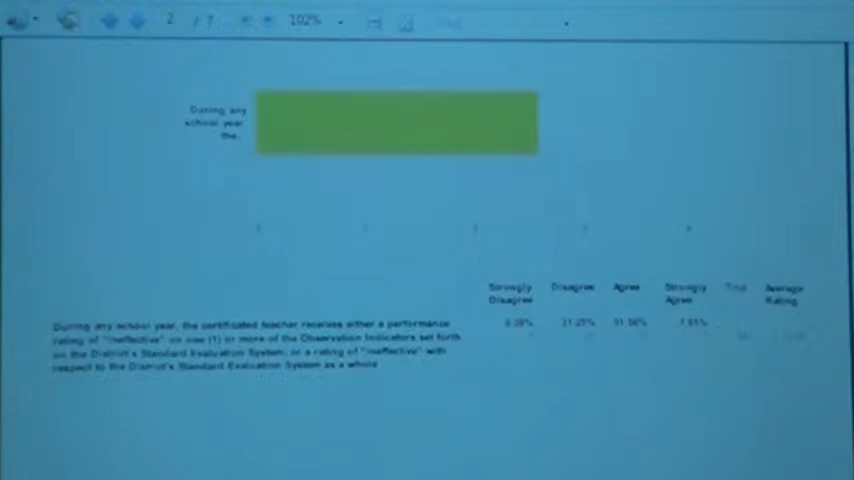 2 / 7 102%
During any
school year
the
Strongly Disagree Agree Strongly Total Average
Disagree Agree Rating
During any school year, the certificated teacher receives either a performance
rating of "ineffective" on one (1) or more of the Observation Indicators set forth
on the District's Standard Evaluation System; or a rating of "ineffective" with
respect to the District's Standard Evaluation System as a whole